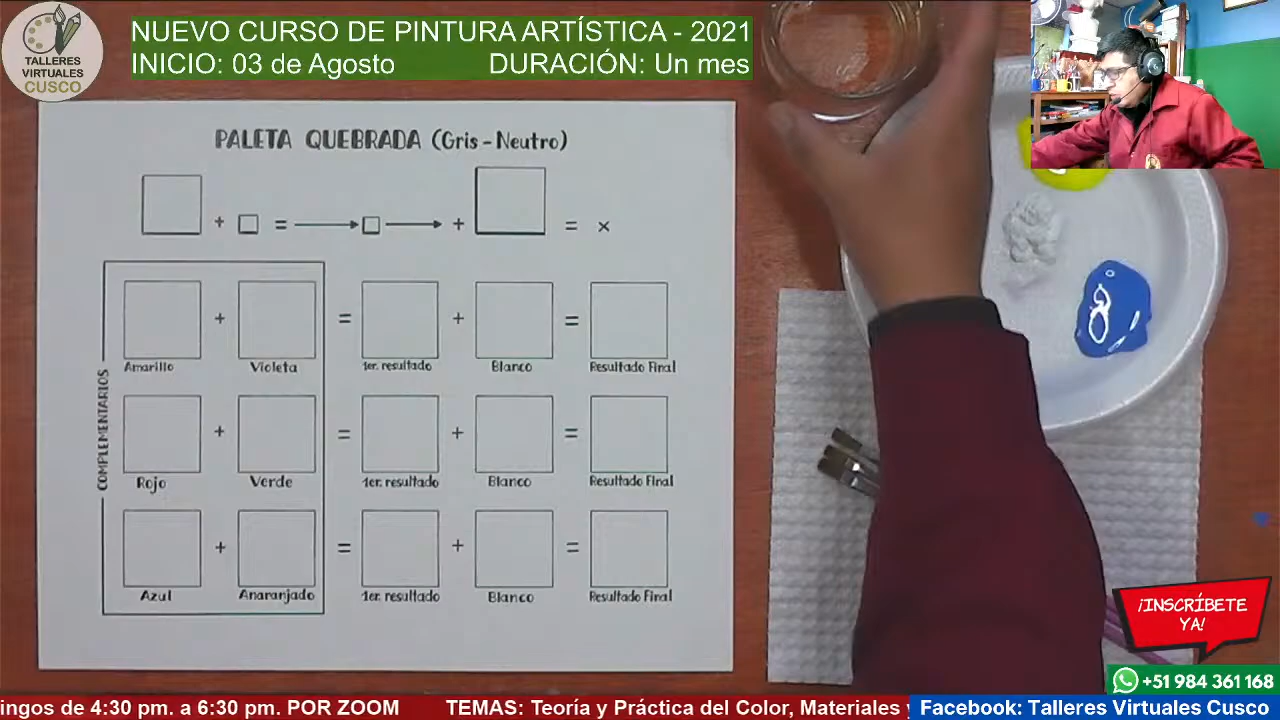 TALLERES
VIRTUALES
CUSCO
NUEVO CURSO DE PINTURA ARTÍSTICA - 2021
INICIO: 03 de Agosto DURACIÓN: Un mes
PALETA QUEBRADA (Gris - Neutro)
+ = + = ×
COMPLEMENTARIOS
+ = + =
Amarillo Violeta 1er. resultado Blanco Resultado Final
+ = + =
Rojo Verde 1er. resultado Blanco Resultado Final
+ = + =
Azul Anaranjado 1er. resultado Blanco Resultado Final
¡INSCRÍBETE
YA!
+51 984 361 168
ingos de 4:30 pm. a 6:30 pm. POR ZOOM TEMAS: Teoría y Práctica del Color, Materiales y Facebook: Talleres Virtuales Cusco